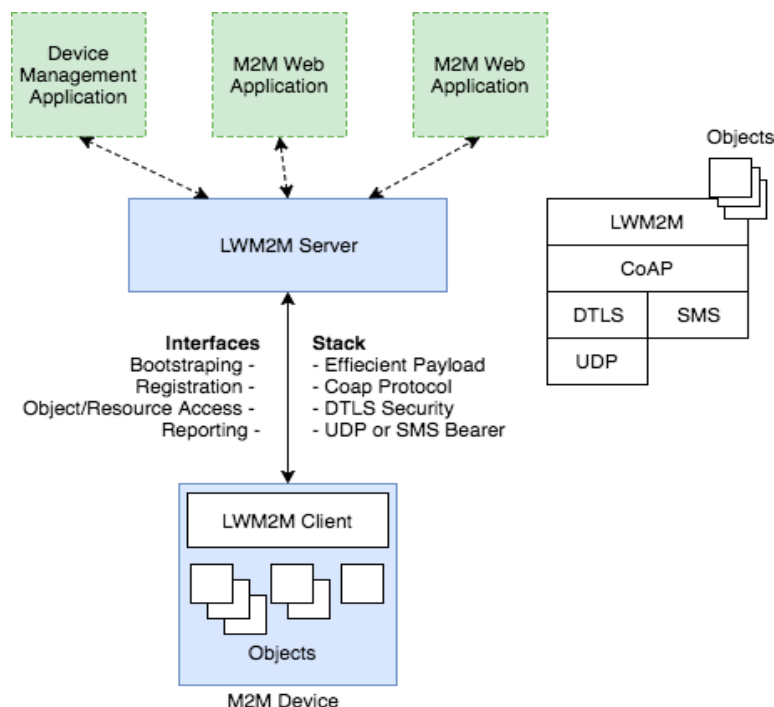 Device
Management
Application
M2M Web
Application
M2M Web
Application
Objects
LWM2M Server
LWM2M
CoAP
DTLS
SMS
UDP
Interfaces
Bootstraping -
Registration -
Object/Resource Access -
Reporting -
Stack
- Effiecient Payload
- Coap Protocol
- DTLS Security
- UDP or SMS Bearer
LWM2M Client
Objects
M2M Device